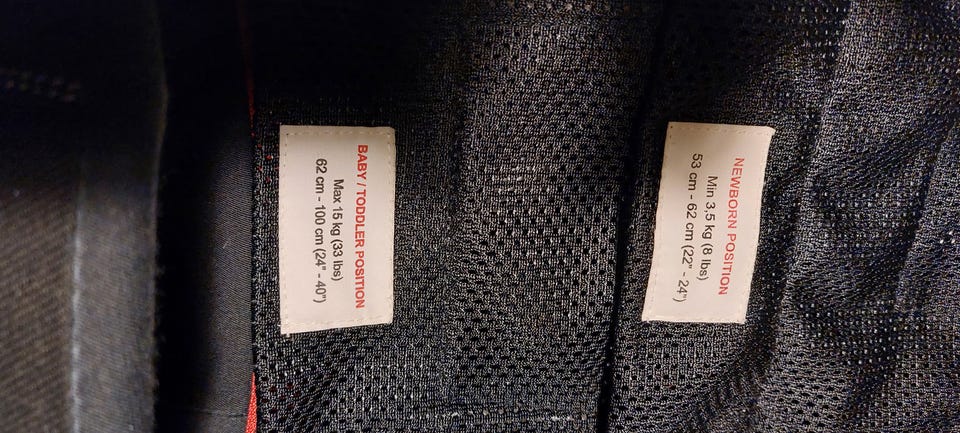 BABY / TODDLER POSITION
Max 15 kg (33 lbs)
62 cm - 100 cm (24" - 40")
NEWBORN POSITION
Min 3,5 kg (8 lbs)
53 cm - 62 cm (22" - 24")